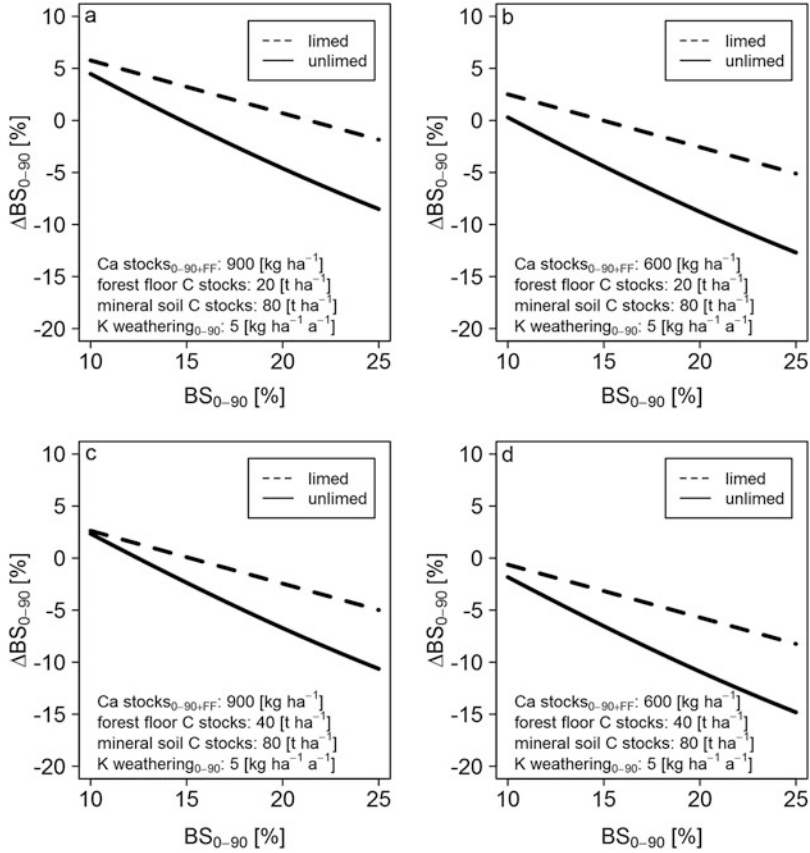 a
10
5
0
-5
-10
-15
-20
ΔBS₀₋₉₀ [%]
limed
unlimed
Ca stocks₀₋₉₀₊FF: 900 [kg ha⁻¹]
forest floor C stocks: 20 [t ha⁻¹]
mineral soil C stocks: 80 [t ha⁻¹]
K weathering₀₋₉₀: 5 [kg ha⁻¹ a⁻¹]
10 15 20 25
BS₀₋₉₀ [%]
b
10
5
0
-5
-10
-15
-20
ΔBS₀₋₉₀ [%]
limed
unlimed
Ca stocks₀₋₉₀₊FF: 600 [kg ha⁻¹]
forest floor C stocks: 20 [t ha⁻¹]
mineral soil C stocks: 80 [t ha⁻¹]
K weathering₀₋₉₀: 5 [kg ha⁻¹ a⁻¹]
10 15 20 25
BS₀₋₉₀ [%]
c
10
5
0
-5
-10
-15
-20
ΔBS₀₋₉₀ [%]
limed
unlimed
Ca stocks₀₋₉₀₊FF: 900 [kg ha⁻¹]
forest floor C stocks: 40 [t ha⁻¹]
mineral soil C stocks: 80 [t ha⁻¹]
K weathering₀₋₉₀: 5 [kg ha⁻¹ a⁻¹]
10 15 20 25
BS₀₋₉₀ [%]
d
10
5
0
-5
-10
-15
-20
ΔBS₀₋₉₀ [%]
limed
unlimed
Ca stocks₀₋₉₀₊FF: 600 [kg ha⁻¹]
forest floor C stocks: 40 [t ha⁻¹]
mineral soil C stocks: 80 [t ha⁻¹]
K weathering₀₋₉₀: 5 [kg ha⁻¹ a⁻¹]
10 15 20 25
BS₀₋₉₀ [%]